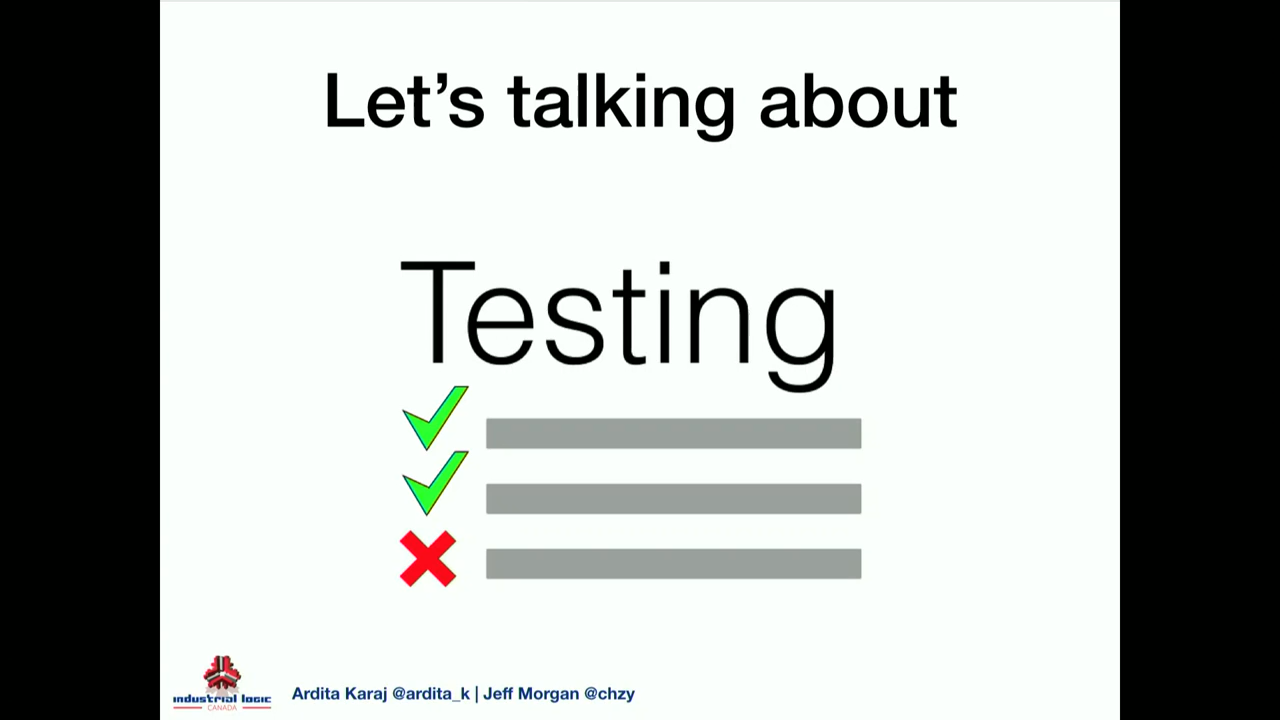 Let's talking about
Testing
industrial logic
CANADA
Ardita Karaj @ardita_k | Jeff Morgan @chzy